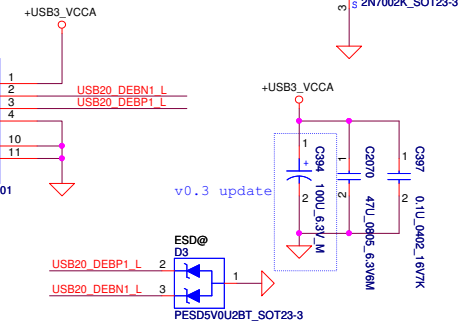 3
S 2N7002K_SOT23-3
+USB3_VCCA
1
2 USB20_DEBN1_L
3 USB20_DEBP1_L
4
10
11
01
+USB3_VCCA
1
+
2
C394
100U_6.3V_M
1
2
C2070
47U_0805_6.3V6M
1
2
C397
0.1U_0402_16V7K
v0.3 update
ESD@
D3
USB20_DEBP1_L 2
1
USB20_DEBN1_L 3
PESD5V0U2BT_SOT23-3